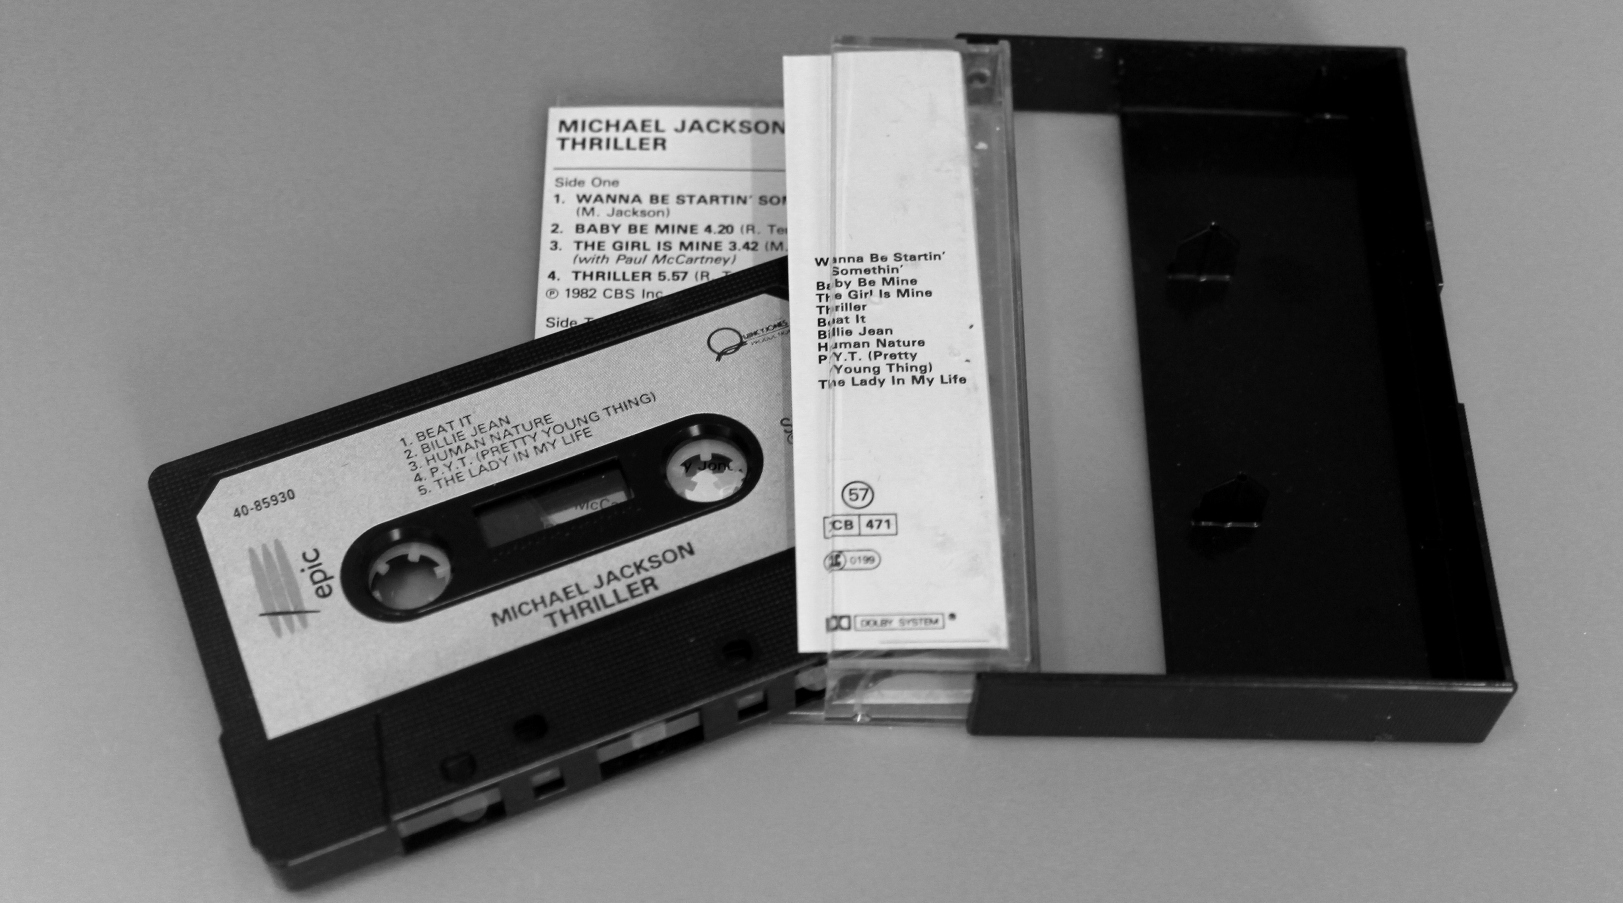 MICHAEL JACKSON
THRILLER
Side One
1. WANNA BE STARTIN'
(M. Jackson)
2. BABY BE MINE 4.20 (R.
3. THE GIRL IS MINE 3.42 (M.
(with Paul McCartney)
4. THRILLER 5.57 (R.
℗ 1982 CBS Inc.
Side
Wanna Be Startin'
Somethin'
Baby Be Mine
The Girl Is Mine
Thriller
Beat It
Billie Jean
Human Nature
P.Y.T. (Pretty
Young Thing)
The Lady In My Life
57
CB 471
0199
DOLBY SYSTEM
1. BEAT IT
2. BILLIE JEAN
3. HUMAN NATURE
4. P.Y.T. (PRETTY YOUNG THING)
5. THE LADY IN MY LIFE
40-85930
epic
MICHAEL JACKSON
THRILLER